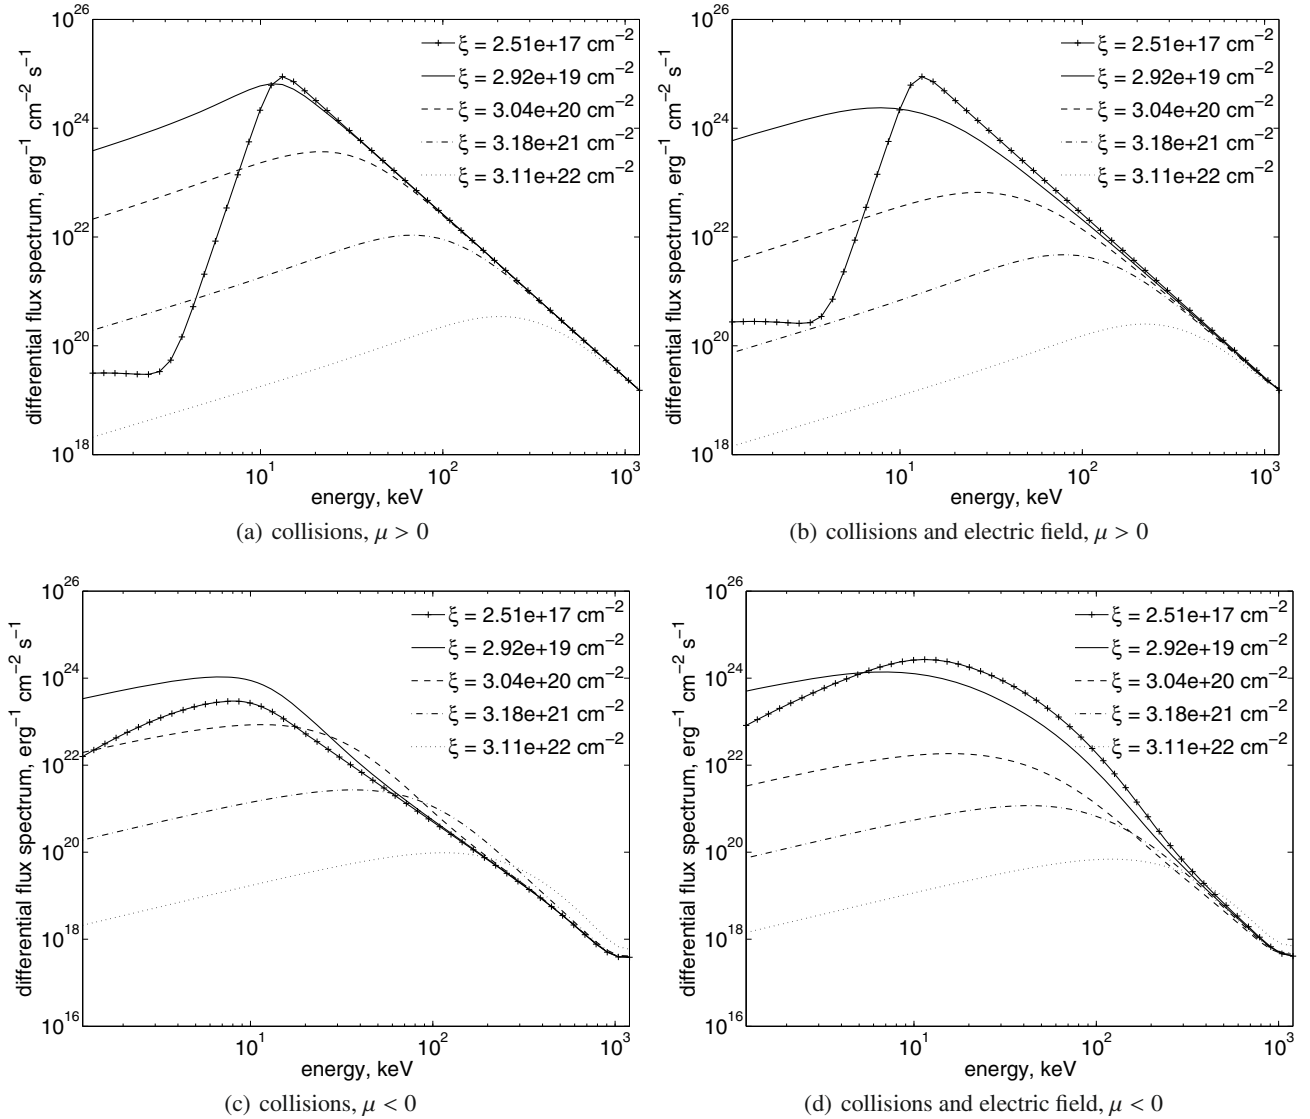 10^26
10^24
10^22
10^20
10^18
differential flux spectrum, erg^−1 cm^−2 s^−1
ξ = 2.51e+17 cm^−2
ξ = 2.92e+19 cm^−2
ξ = 3.04e+20 cm^−2
ξ = 3.18e+21 cm^−2
ξ = 3.11e+22 cm^−2
10^1 10^2 10^3
energy, keV
(a) collisions, μ > 0
10^26
10^24
10^22
10^20
10^18
differential flux spectrum, erg^−1 cm^−2 s^−1
ξ = 2.51e+17 cm^−2
ξ = 2.92e+19 cm^−2
ξ = 3.04e+20 cm^−2
ξ = 3.18e+21 cm^−2
ξ = 3.11e+22 cm^−2
10^1 10^2 10^3
energy, keV
(b) collisions and electric field, μ > 0
10^26
10^24
10^22
10^20
10^18
10^16
differential flux spectrum, erg^−1 cm^−2 s^−1
ξ = 2.51e+17 cm^−2
ξ = 2.92e+19 cm^−2
ξ = 3.04e+20 cm^−2
ξ = 3.18e+21 cm^−2
ξ = 3.11e+22 cm^−2
10^1 10^2 10^3
energy, keV
(c) collisions, μ < 0
10^26
10^24
10^22
10^20
10^18
10^16
differential flux spectrum, erg^−1 cm^−2 s^−1
ξ = 2.51e+17 cm^−2
ξ = 2.92e+19 cm^−2
ξ = 3.04e+20 cm^−2
ξ = 3.18e+21 cm^−2
ξ = 3.11e+22 cm^−2
10^1 10^2 10^3
energy, keV
(d) collisions and electric field, μ < 0